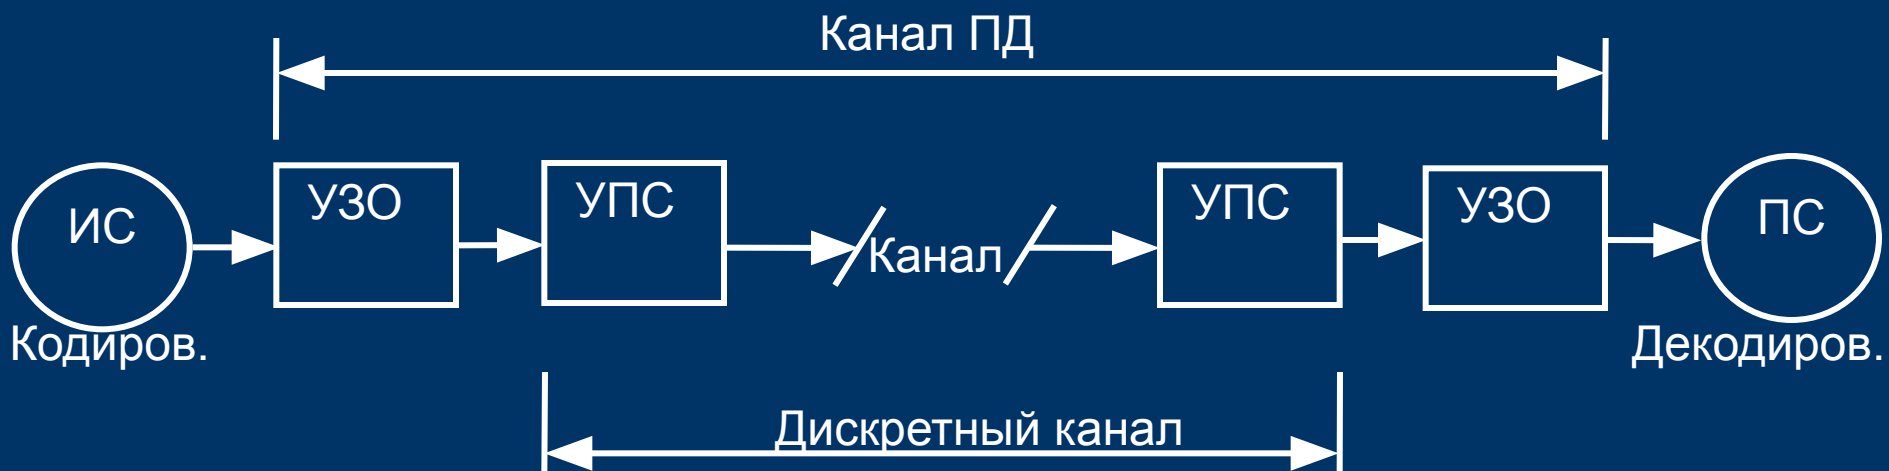 Канал ПД
ИС
УЗО
УПС
Канал
УПС
УЗО
ПС
Кодиров.
Декодиров.
Дискретный канал